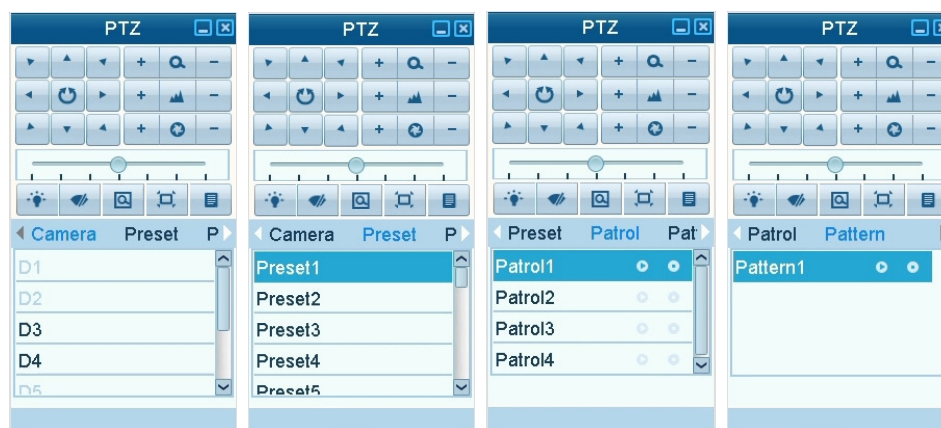 PTZ
Camera Preset P
D1
D2
D3
D4
D5
PTZ
Camera Preset P
Preset1
Preset2
Preset3
Preset4
Preset5
PTZ
Preset Patrol Pat
Patrol1
Patrol2
Patrol3
Patrol4
PTZ
Patrol Pattern
Pattern1